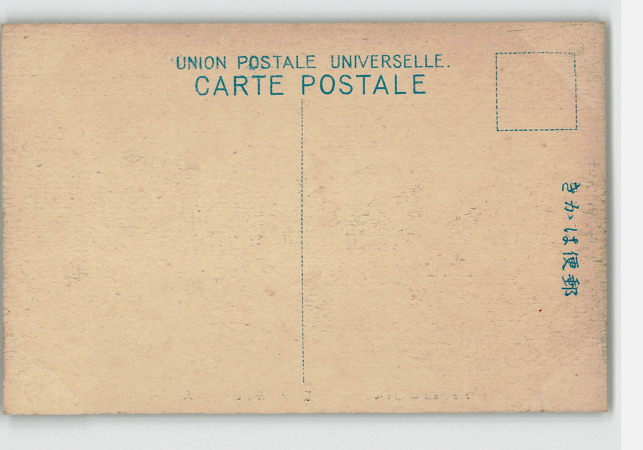 UNION POSTALE UNIVERSELLE.
CARTE POSTALE
きかは便郵